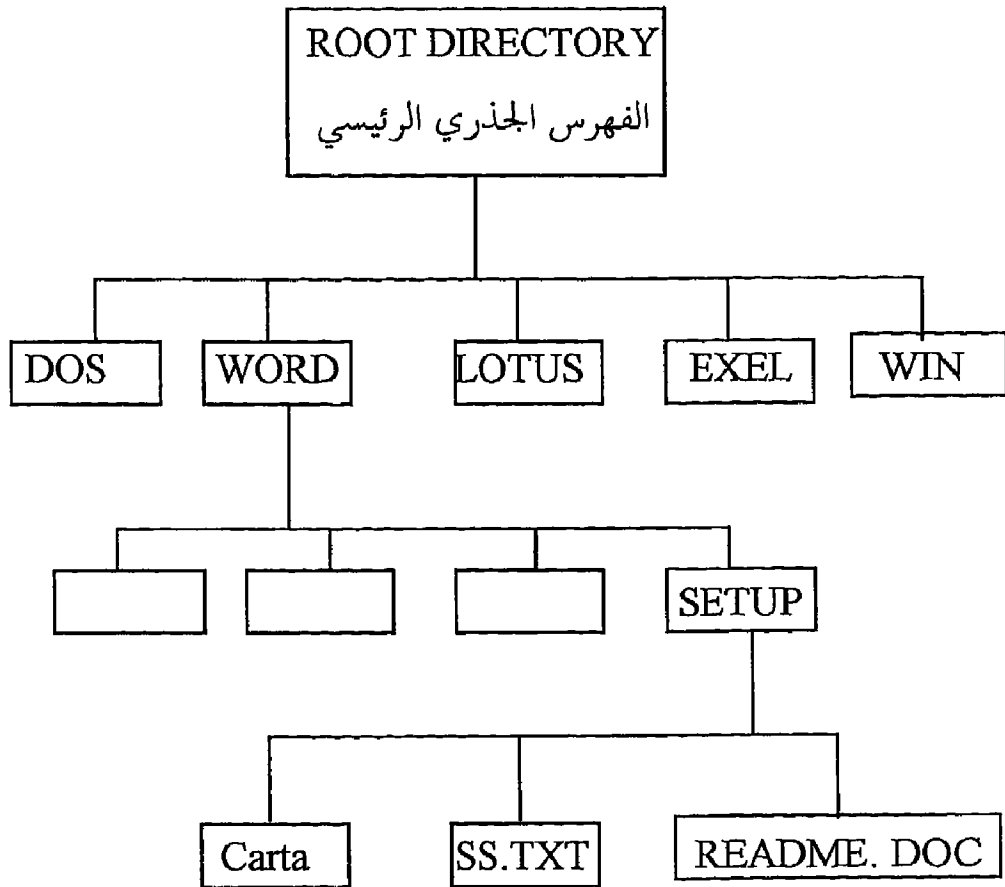 ROOT DIRECTORY
الفهرس الجذري الرئيسي
DOS
WORD
LOTUS
EXEL
WIN
SETUP
Carta
SS.TXT
README. DOC